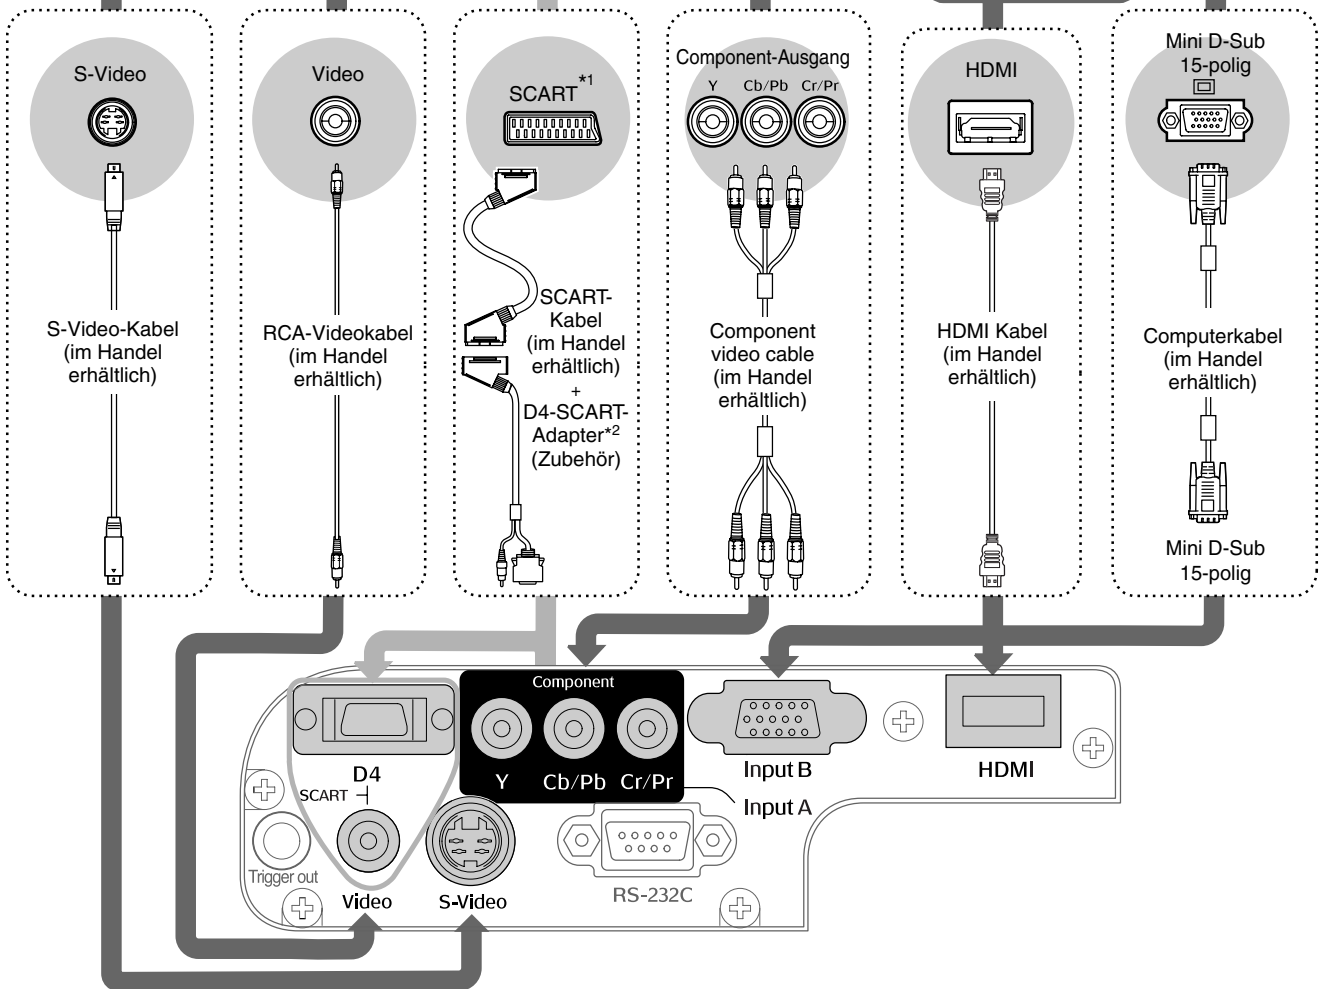 S-Video
Video
SCART *1
Component-Ausgang
Y Cb/Pb Cr/Pr
HDMI
Mini D-Sub
15-polig
S-Video-Kabel
(im Handel
erhältlich)
RCA-Videokabel
(im Handel
erhältlich)
SCART-
Kabel
(im Handel
erhältlich)
+
D4-SCART-
Adapter*2
(Zubehör)
Component
video cable
(im Handel
erhältlich)
HDMI Kabel
(im Handel
erhältlich)
Computerkabel
(im Handel
erhältlich)
Mini D-Sub
15-polig
Component
Y Cb/Pb Cr/Pr
Input A
Input B
HDMI
D4
SCART
Trigger out
Video
S-Video
RS-232C